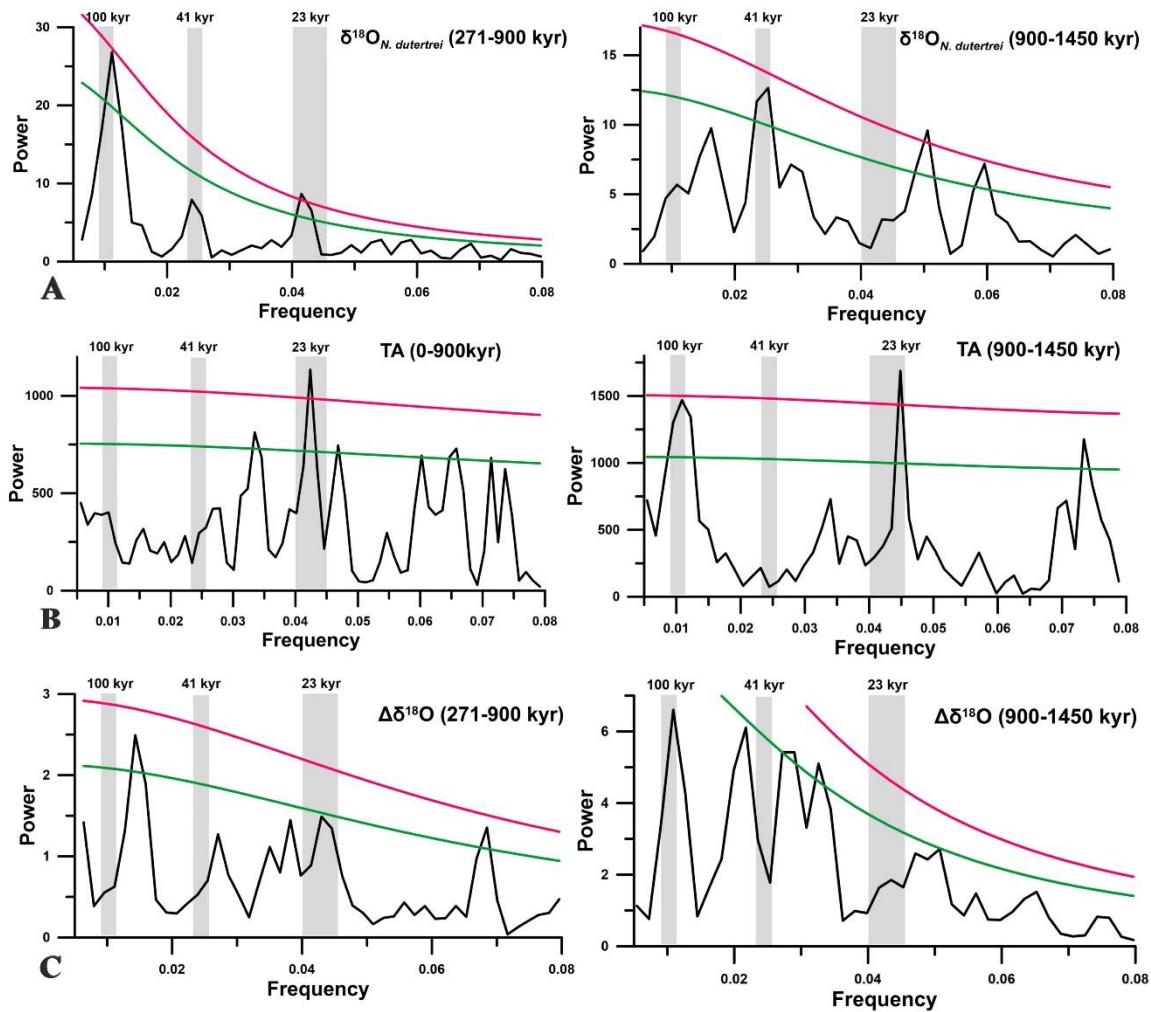 100 kyr 41 kyr 23 kyr
δ18O N. dutertrei (271-900 kyr)
30
20
10
0
Power
0.02 0.04 0.06 0.08
Frequency
A
100 kyr 41 kyr 23 kyr
δ18O N. dutertrei (900-1450 kyr)
15
10
5
0
Power
0.02 0.04 0.06 0.08
Frequency
100 kyr 41 kyr 23 kyr
TA (0-900kyr)
1000
500
0
Power
0.01 0.02 0.03 0.04 0.05 0.06 0.07 0.08
Frequency
B
100 kyr 23 kyr
41 kyr
TA (900-1450 kyr)
1500
1000
500
0
Power
0.01 0.02 0.03 0.04 0.05 0.06 0.07 0.08
Frequency
100 kyr 41 kyr 23 kyr
Δδ18O (271-900 kyr)
3
2
1
0
Power
0.02 0.04 0.06 0.08
Frequency
C
100 kyr 41 kyr 23 kyr
Δδ18O (900-1450 kyr)
6
4
2
0
Power
0.02 0.04 0.06 0.08
Frequency